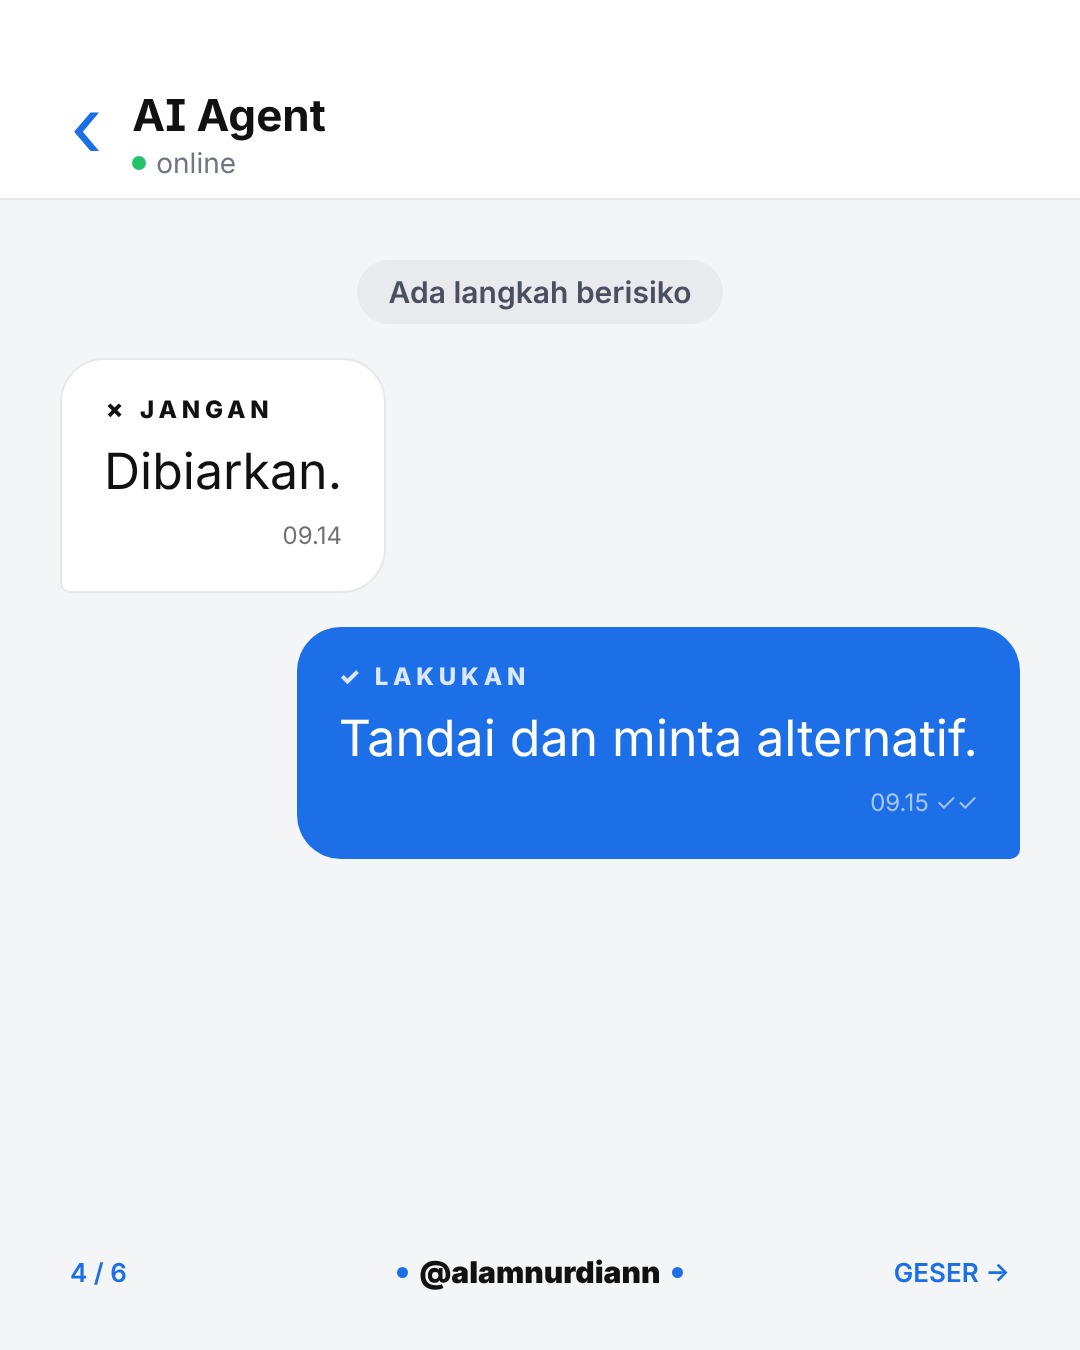 AI Agent
online
Ada langkah berisiko
× JANGAN
Dibiarkan.
09.14
✓ LAKUKAN
Tandai dan minta alternatif.
09.15 ✓✓
4 / 6
• @alamnurdiann •
GESER →